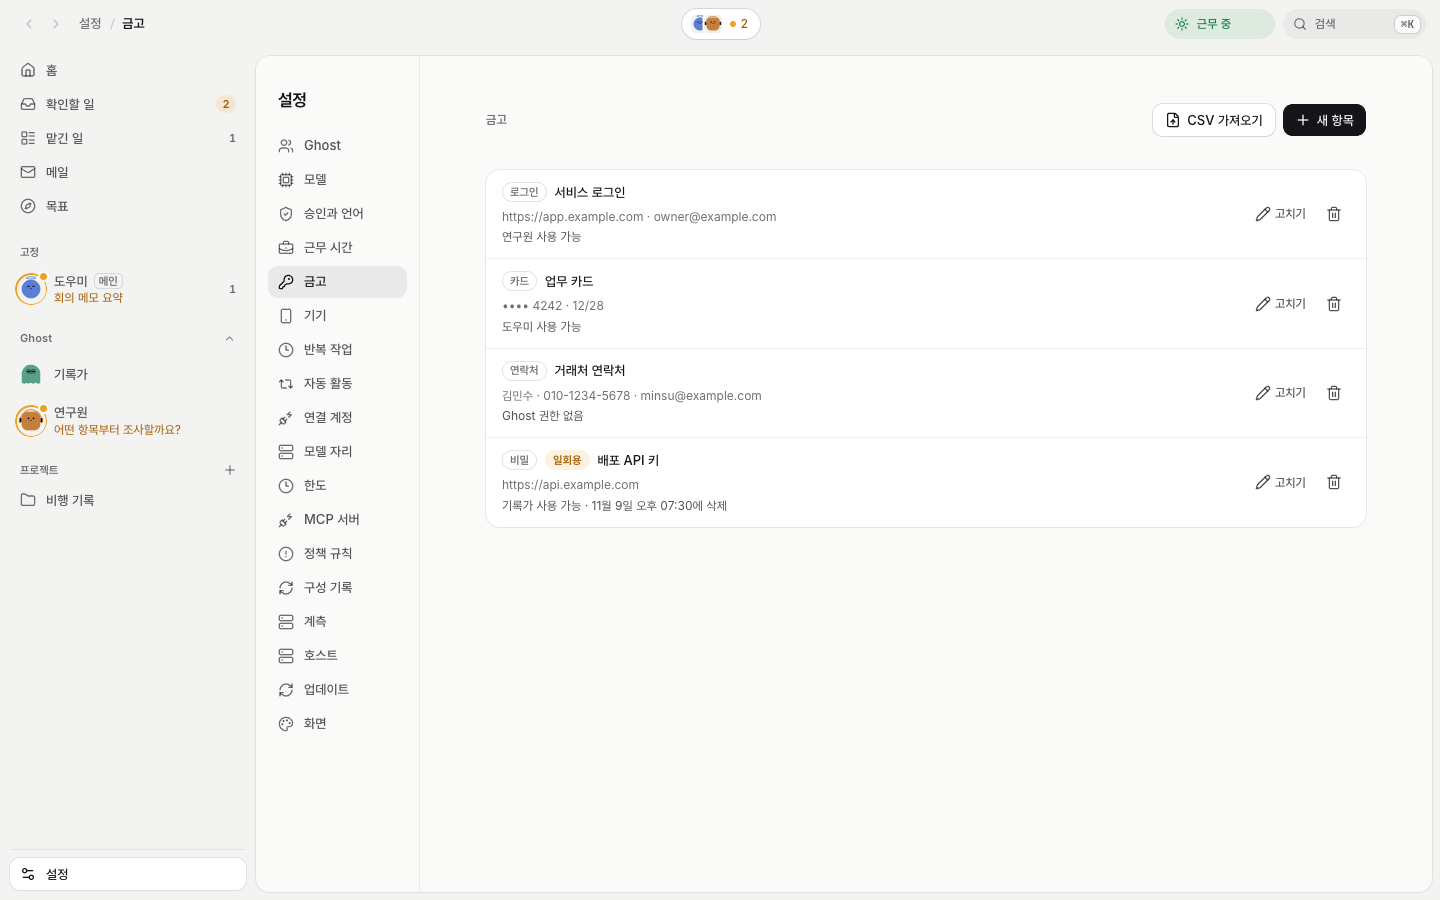 설정 / 금고
2
근무 중
검색
⌘K
홈
확인할 일
2
맡긴 일
1
메일
목표
고정
도우미
메인
회의 메모 요약
1
Ghost
기록가
연구원
어떤 항목부터 조사할까요?
프로젝트
비행 기록
설정
설정
Ghost
모델
승인과 언어
근무 시간
금고
기기
반복 작업
자동 활동
연결 계정
모델 자리
한도
MCP 서버
정책 규칙
구성 기록
계측
호스트
업데이트
화면
금고
CSV 가져오기
새 항목
로그인 서비스 로그인
https://app.example.com · owner@example.com
연구원 사용 가능
고치기
카드 업무 카드
•••• 4242 · 12/28
도우미 사용 가능
고치기
연락처 거래처 연락처
김민수 · 010-1234-5678 · minsu@example.com
Ghost 권한 없음
고치기
비밀 일회용 배포 API 키
https://api.example.com
기록가 사용 가능 · 11월 9일 오후 07:30에 삭제
고치기